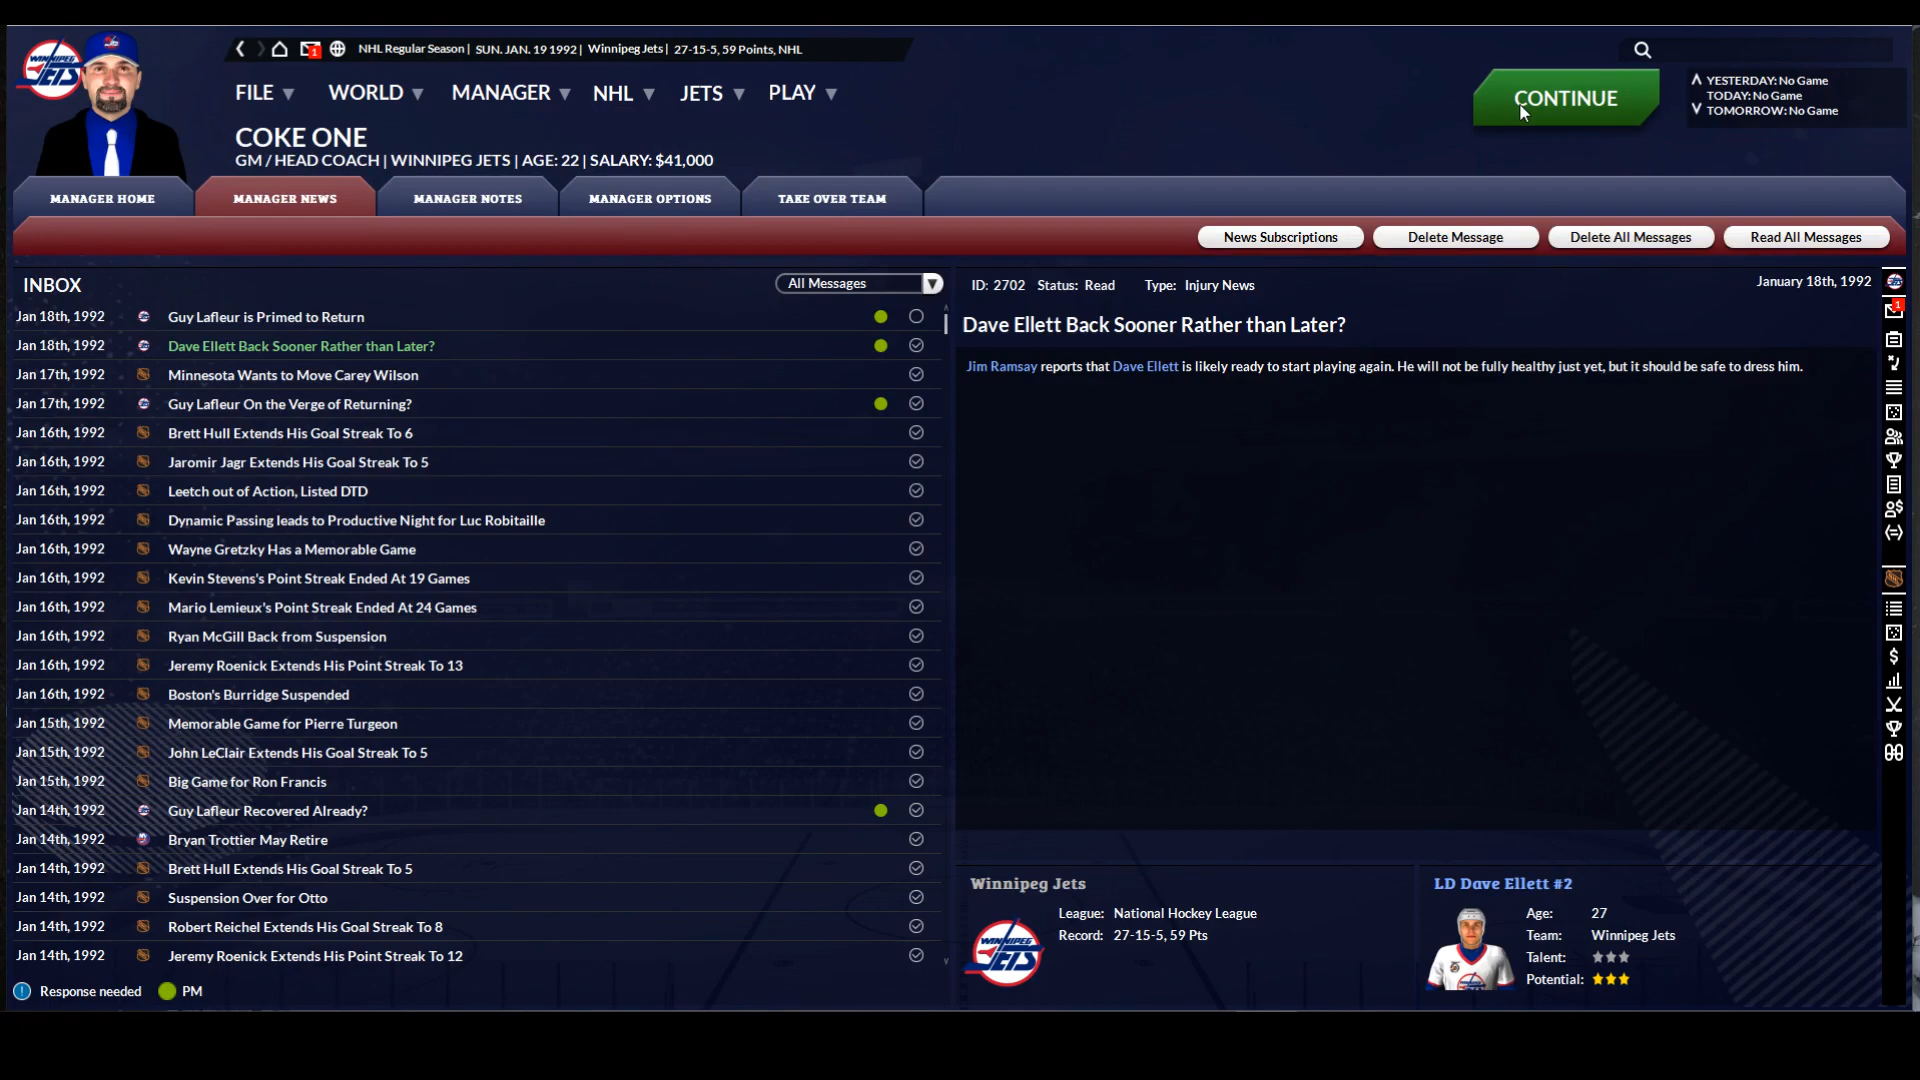 NHL Regular Season | SUN. JAN. 19 1992 | Winnipeg Jets | 27-15-5, 59 Points, NHL
FILE WORLD MANAGER NHL JETS PLAY
CONTINUE
YESTERDAY: No Game
TODAY: No Game
TOMORROW: No Game
COKE ONE
GM / HEAD COACH | WINNIPEG JETS | AGE: 22 | SALARY: $41,000
MANAGER HOME MANAGER NEWS MANAGER NOTES MANAGER OPTIONS TAKE OVER TEAM
News Subscriptions Delete Message Delete All Messages Read All Messages
INBOX All Messages
Jan 18th, 1992 Guy Lafleur is Primed to Return
Jan 18th, 1992 Dave Ellett Back Sooner Rather than Later?
Jan 17th, 1992 Minnesota Wants to Move Carey Wilson
Jan 17th, 1992 Guy Lafleur On the Verge of Returning?
Jan 16th, 1992 Brett Hull Extends His Goal Streak To 6
Jan 16th, 1992 Jaromir Jagr Extends His Goal Streak To 5
Jan 16th, 1992 Leetch out of Action, Listed DTD
Jan 16th, 1992 Dynamic Passing leads to Productive Night for Luc Robitaille
Jan 16th, 1992 Wayne Gretzky Has a Memorable Game
Jan 16th, 1992 Kevin Stevens's Point Streak Ended At 19 Games
Jan 16th, 1992 Mario Lemieux's Point Streak Ended At 24 Games
Jan 16th, 1992 Ryan McGill Back from Suspension
Jan 16th, 1992 Jeremy Roenick Extends His Point Streak To 13
Jan 16th, 1992 Boston's Burridge Suspended
Jan 15th, 1992 Memorable Game for Pierre Turgeon
Jan 15th, 1992 John LeClair Extends His Goal Streak To 5
Jan 15th, 1992 Big Game for Ron Francis
Jan 14th, 1992 Guy Lafleur Recovered Already?
Jan 14th, 1992 Bryan Trottier May Retire
Jan 14th, 1992 Brett Hull Extends His Goal Streak To 5
Jan 14th, 1992 Suspension Over for Otto
Jan 14th, 1992 Robert Reichel Extends His Goal Streak To 8
Jan 14th, 1992 Jeremy Roenick Extends His Point Streak To 12
Response needed PM
ID: 2702 Status: Read Type: Injury News January 18th, 1992
Dave Ellett Back Sooner Rather than Later?
Jim Ramsay reports that Dave Ellett is likely ready to start playing again. He will not be fully healthy just yet, but it should be safe to dress him.
Winnipeg Jets
League: National Hockey League
Record: 27-15-5, 59 Pts
WINNIPEG JETS
LD Dave Ellett #2
Age: 27
Team: Winnipeg Jets
Talent:
Potential: